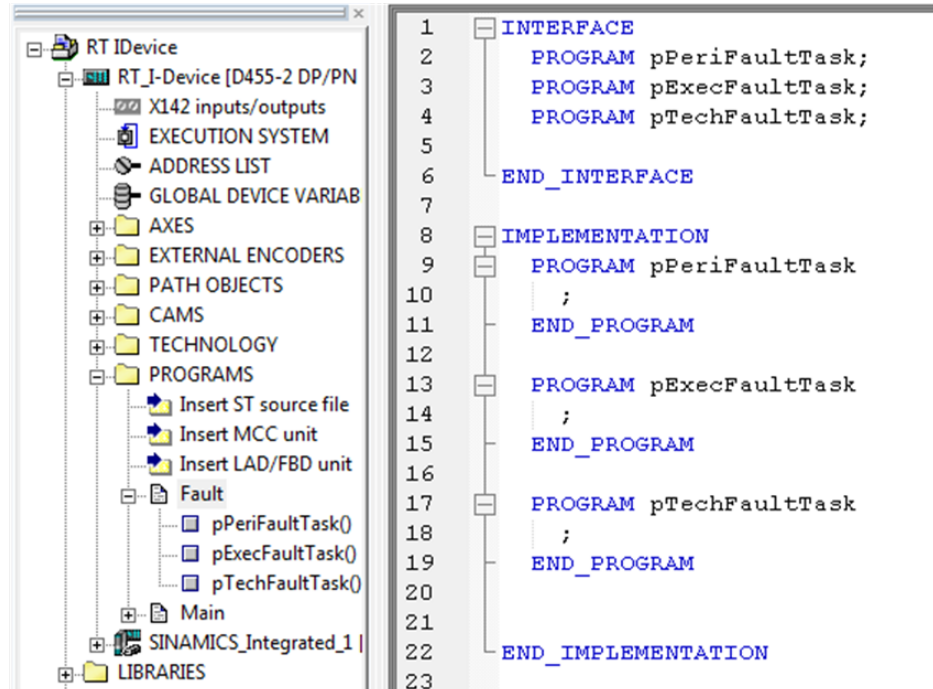 RT IDevice
RT_I-Device [D455-2 DP/PN
X142 inputs/outputs
EXECUTION SYSTEM
ADDRESS LIST
GLOBAL DEVICE VARIAB
AXES
EXTERNAL ENCODERS
PATH OBJECTS
CAMS
TECHNOLOGY
PROGRAMS
Insert ST source file
Insert MCC unit
Insert LAD/FBD unit
Fault
pPeriFaultTask()
pExecFaultTask()
pTechFaultTask()
Main
SINAMICS_Integrated_1 |
LIBRARIES
1 INTERFACE
2 PROGRAM pPeriFaultTask;
3 PROGRAM pExecFaultTask;
4 PROGRAM pTechFaultTask;
5
6 END_INTERFACE
7
8 IMPLEMENTATION
9 PROGRAM pPeriFaultTask
10 ;
11 END_PROGRAM
12
13 PROGRAM pExecFaultTask
14 ;
15 END_PROGRAM
16
17 PROGRAM pTechFaultTask
18 ;
19 END_PROGRAM
20
21
22 END_IMPLEMENTATION
23